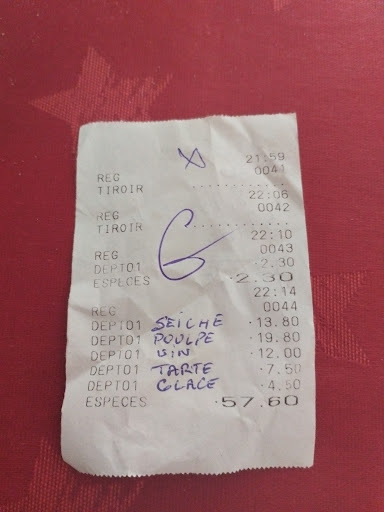 21:59
REG 0041
TIROIR ............
22:06
REG 0042
TIROIR ............
22:10
REG 0043
DEPT01 ·2.30
ESPECES ·2.30
22:14
REG 0044
DEPT01 SEICHE ·13.80
DEPT01 POULPE ·19.80
DEPT01 VIN ·12.00
DEPT01 TARTE ·7.50
DEPT01 GLACE ·4.50
ESPECES ·57.60